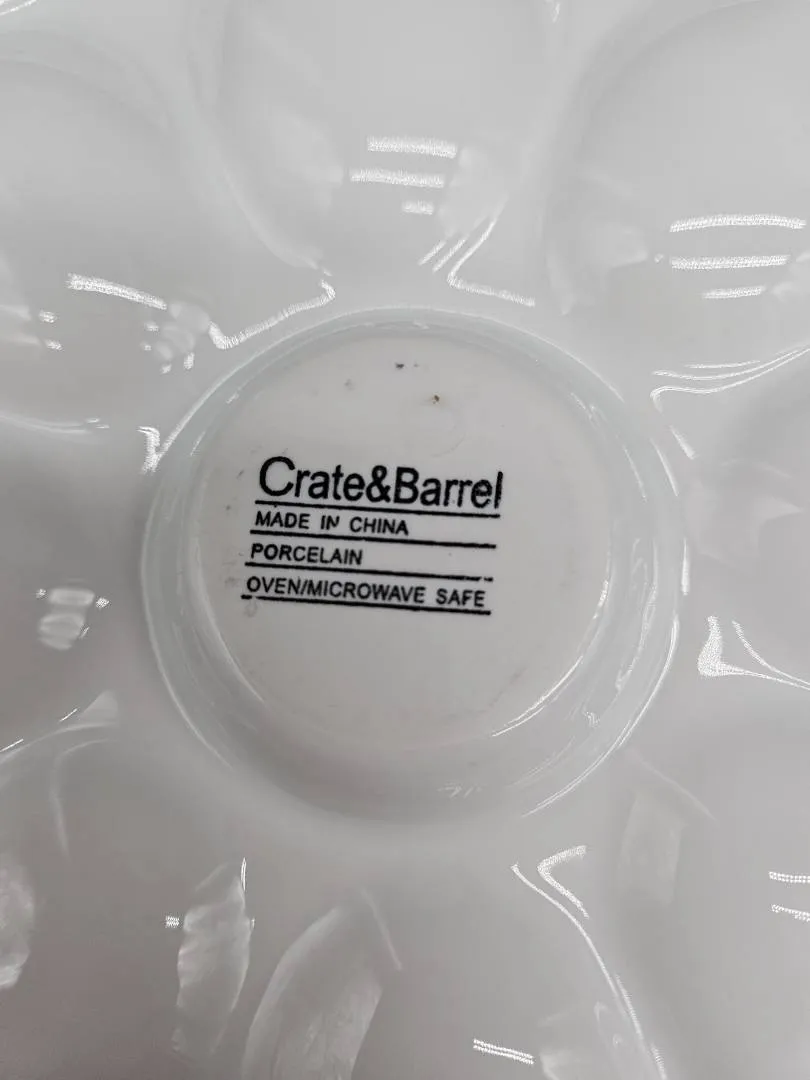 Crate&Barrel
MADE IN CHINA
PORCELAIN
OVEN/MICROWAVE SAFE